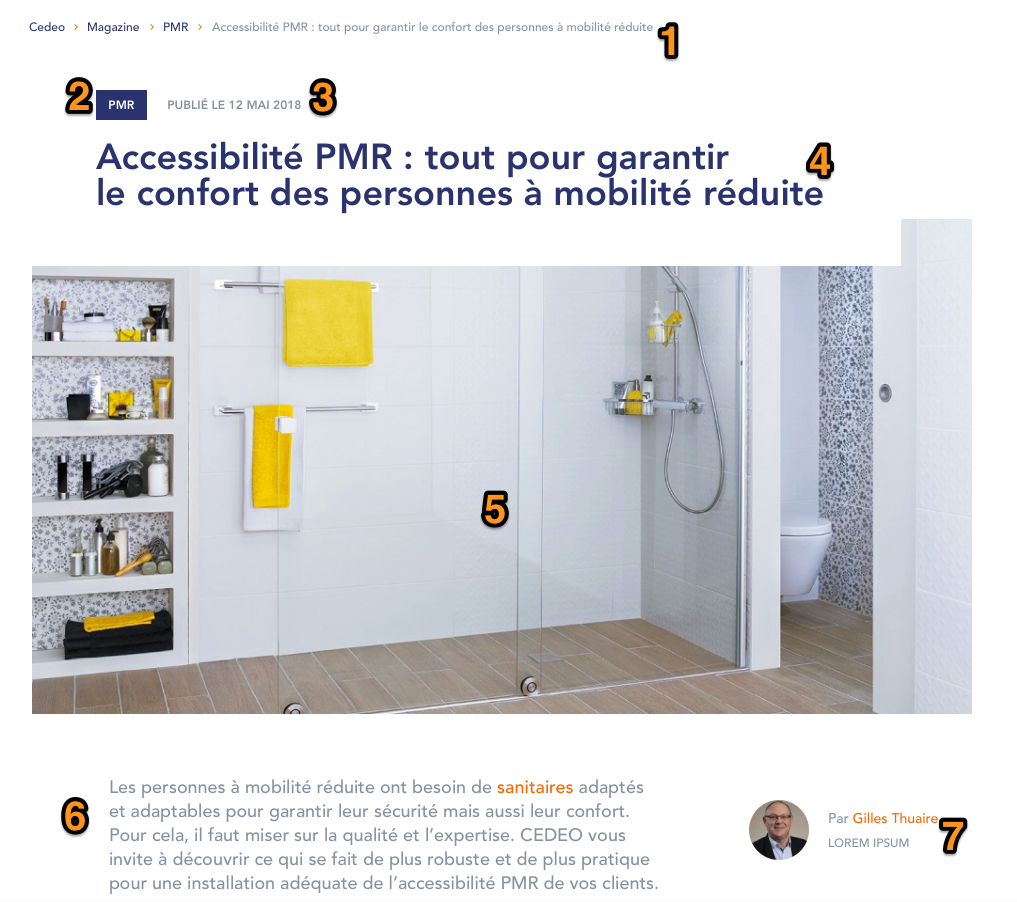 Cedeo > Magazine > PMR > Accessibilité PMR : tout pour garantir le confort des personnes à mobilité réduite 1
2 PMR PUBLIÉ LE 12 MAI 2018 3
Accessibilité PMR : tout pour garantir 4
le confort des personnes à mobilité réduite
5
6
Les personnes à mobilité réduite ont besoin de sanitaires adaptés
et adaptables pour garantir leur sécurité mais aussi leur confort.
Pour cela, il faut miser sur la qualité et l'expertise. CEDEO vous
invite à découvrir ce qui se fait de plus robuste et de plus pratique
pour une installation adéquate de l'accessibilité PMR de vos clients.
Par Gilles Thuaire 7
LOREM IPSUM